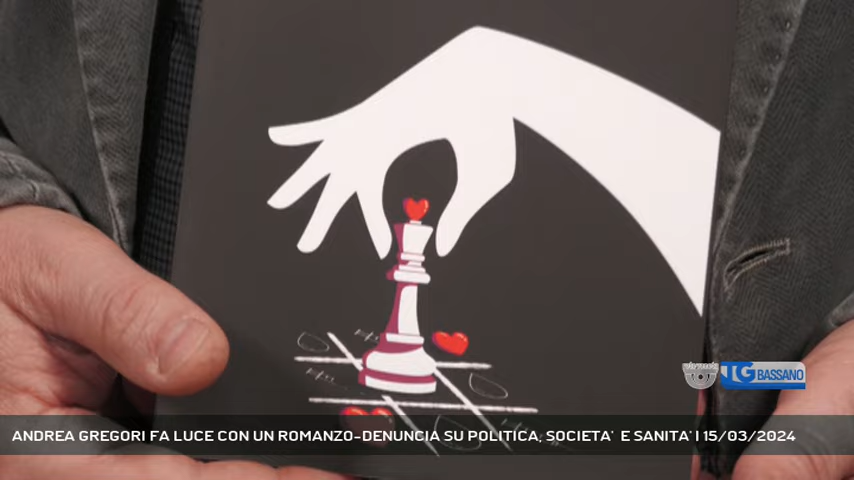 TG
BASSANO
ANDREA GREGORI FA LUCE CON UN ROMANZO-DENUNCIA SU POLITICA, SOCIETA' E SANITA' | 15/03/2024